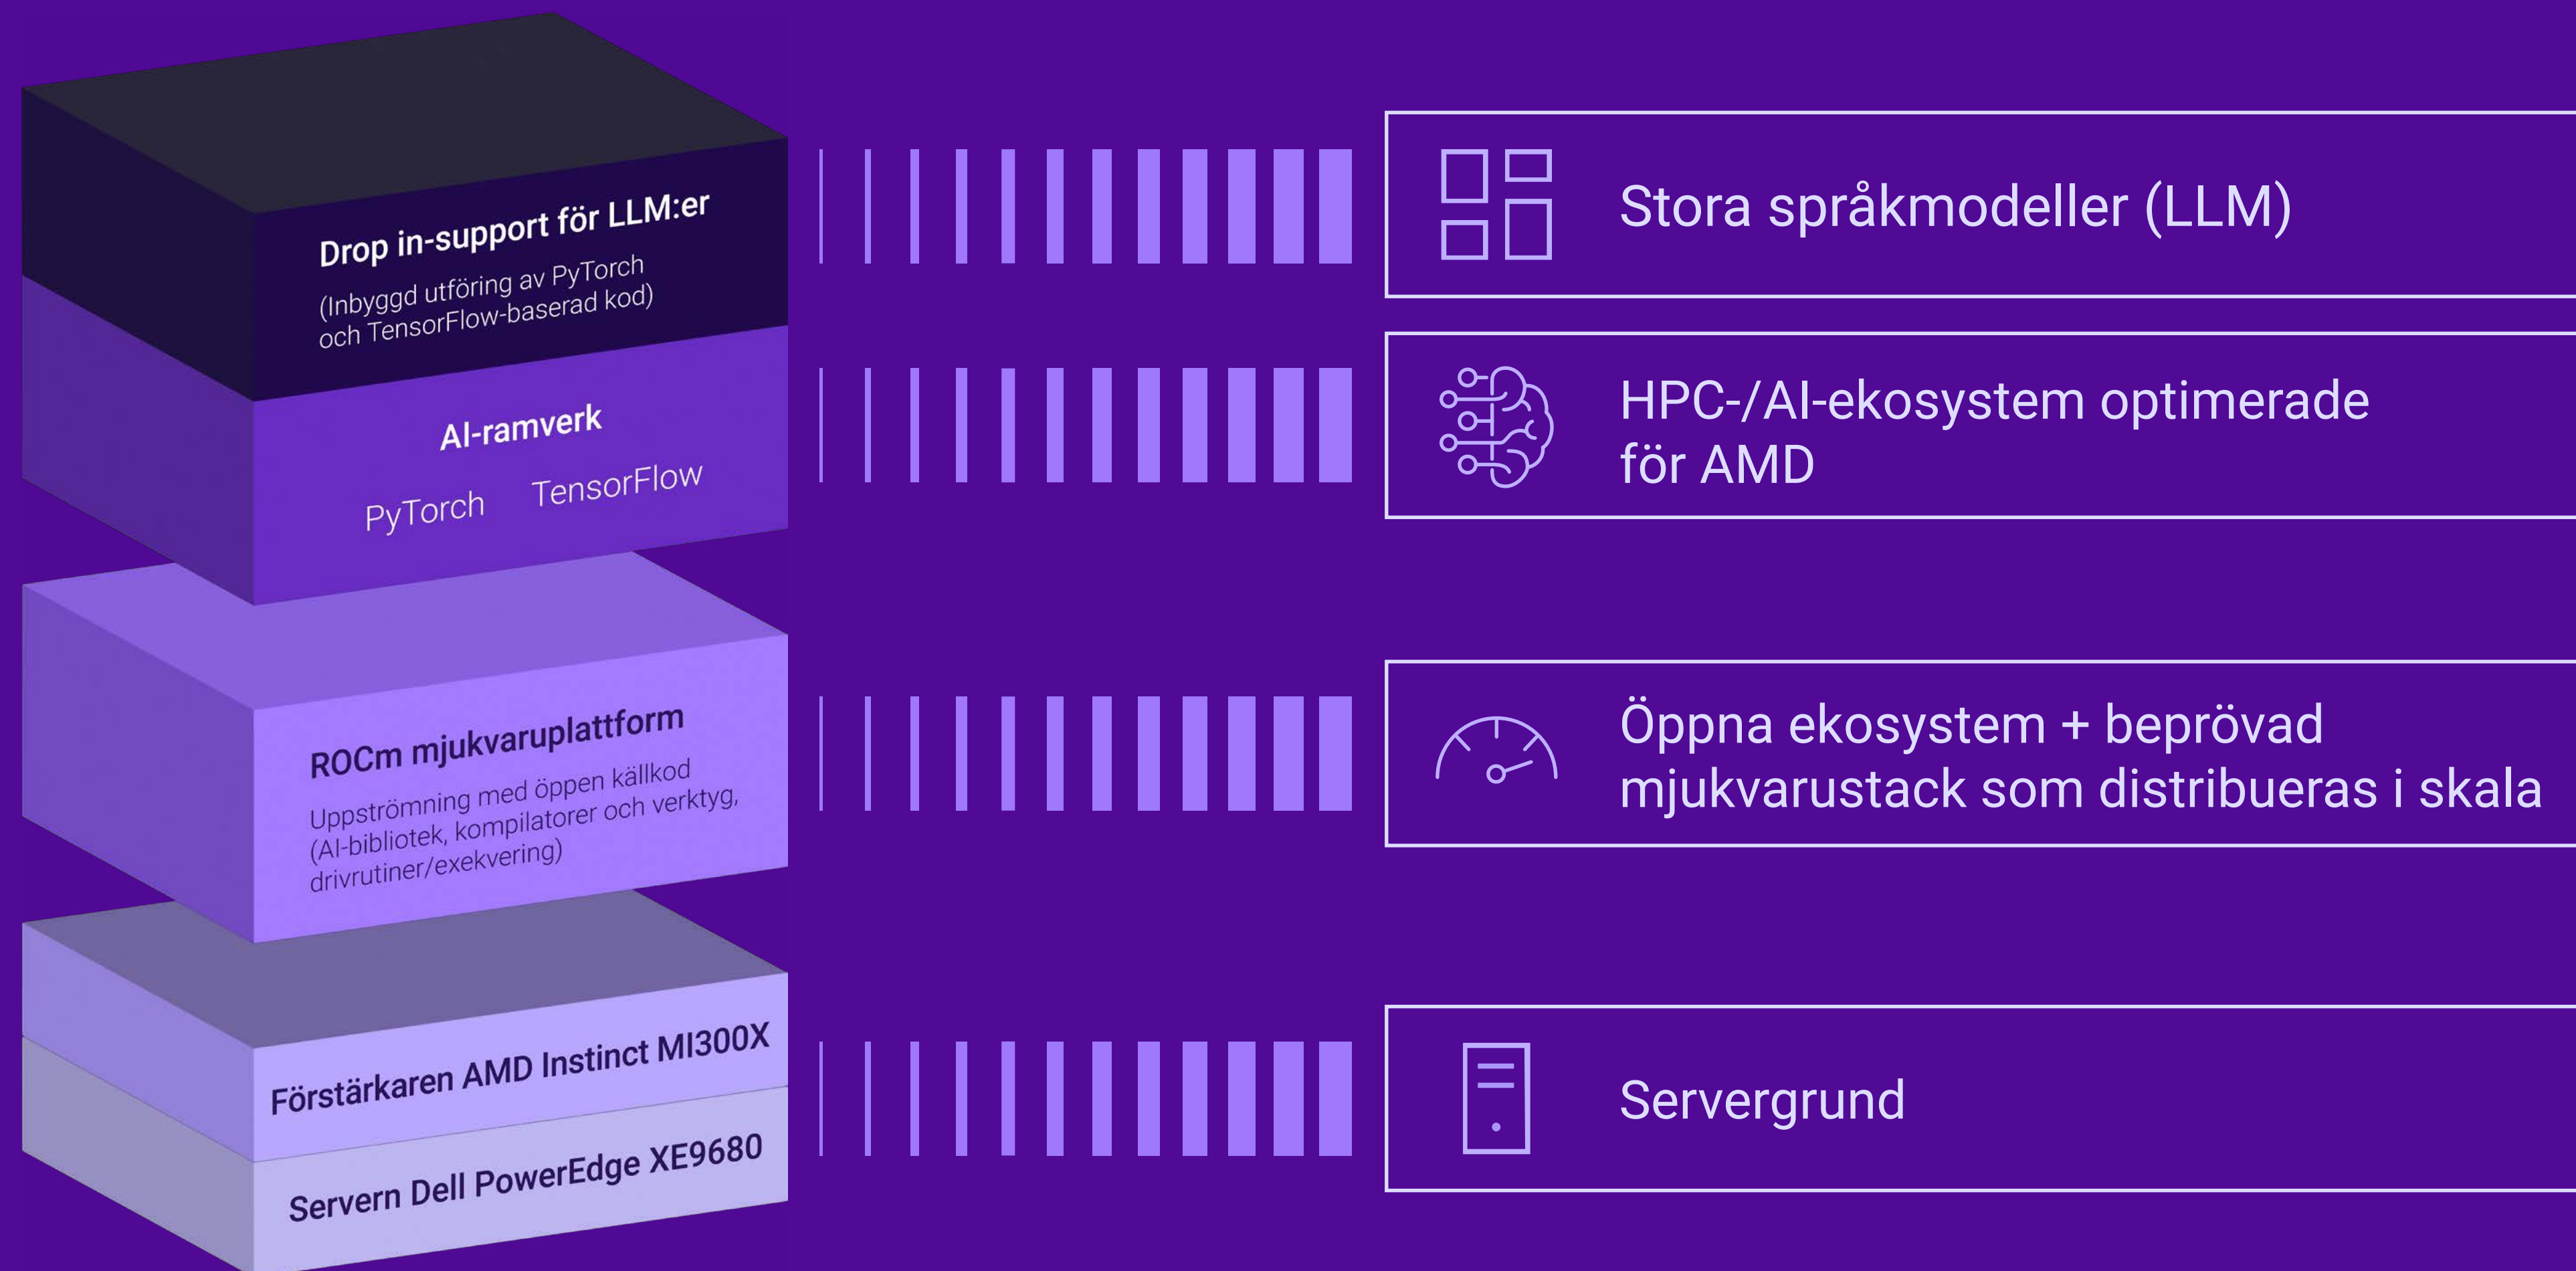 Drop in-support för LLM:er
(Inbyggd utföring av PyTorch
och TensorFlow-baserad kod)
Stora språkmodeller (LLM)
AI-ramverk
PyTorch TensorFlow
HPC-/AI-ekosystem optimerade
för AMD
ROCm mjukvaruplattform
Uppströmning med öppen källkod
(AI-bibliotek, kompilatorer och verktyg,
drivrutiner/exekvering)
Öppna ekosystem + beprövad
mjukvarustack som distribueras i skala
Förstärkaren AMD Instinct MI300X
Servern Dell PowerEdge XE9680
Servergrund